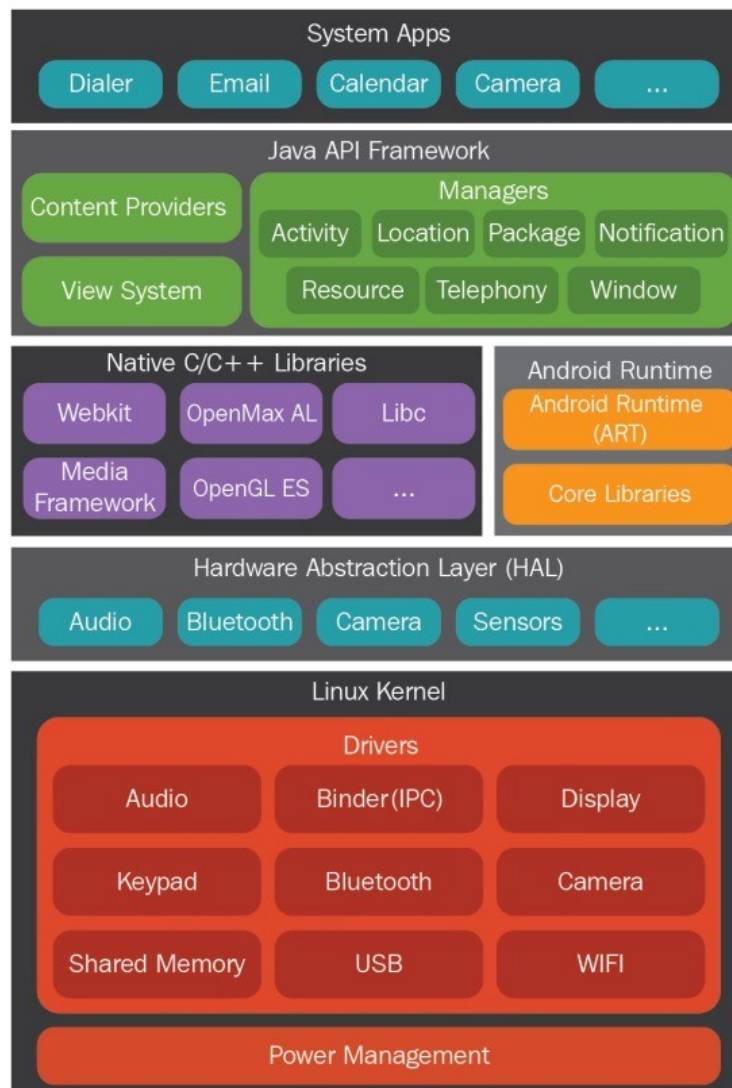 System Apps
Dialer
Email
Calendar
Camera
...
Java API Framework
Content Providers
View System
Managers
Activity
Location
Package
Notification
Resource
Telephony
Window
Native C/C++ Libraries
Webkit
OpenMax AL
Libc
Media
Framework
OpenGL ES
...
Android Runtime
Android Runtime
(ART)
Core Libraries
Hardware Abstraction Layer (HAL)
Audio
Bluetooth
Camera
Sensors
...
Linux Kernel
Drivers
Audio
Binder(IPC)
Display
Keypad
Bluetooth
Camera
Shared Memory
USB
WIFI
Power Management